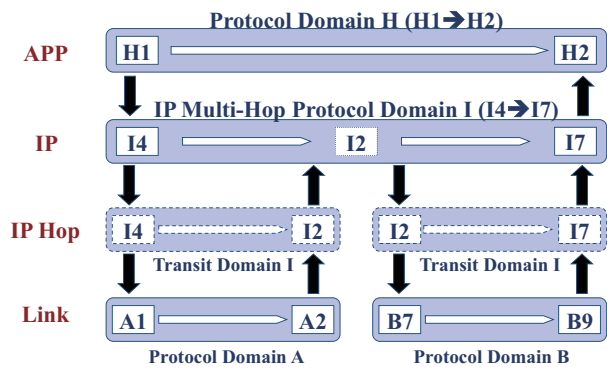 Protocol Domain H (H1➔H2)
APP H1 H2
IP Multi-Hop Protocol Domain I (I4➔I7)
IP I4 I2 I7
IP Hop I4 I2 I2 I7
Transit Domain I Transit Domain I
Link A1 A2 B7 B9
Protocol Domain A Protocol Domain B